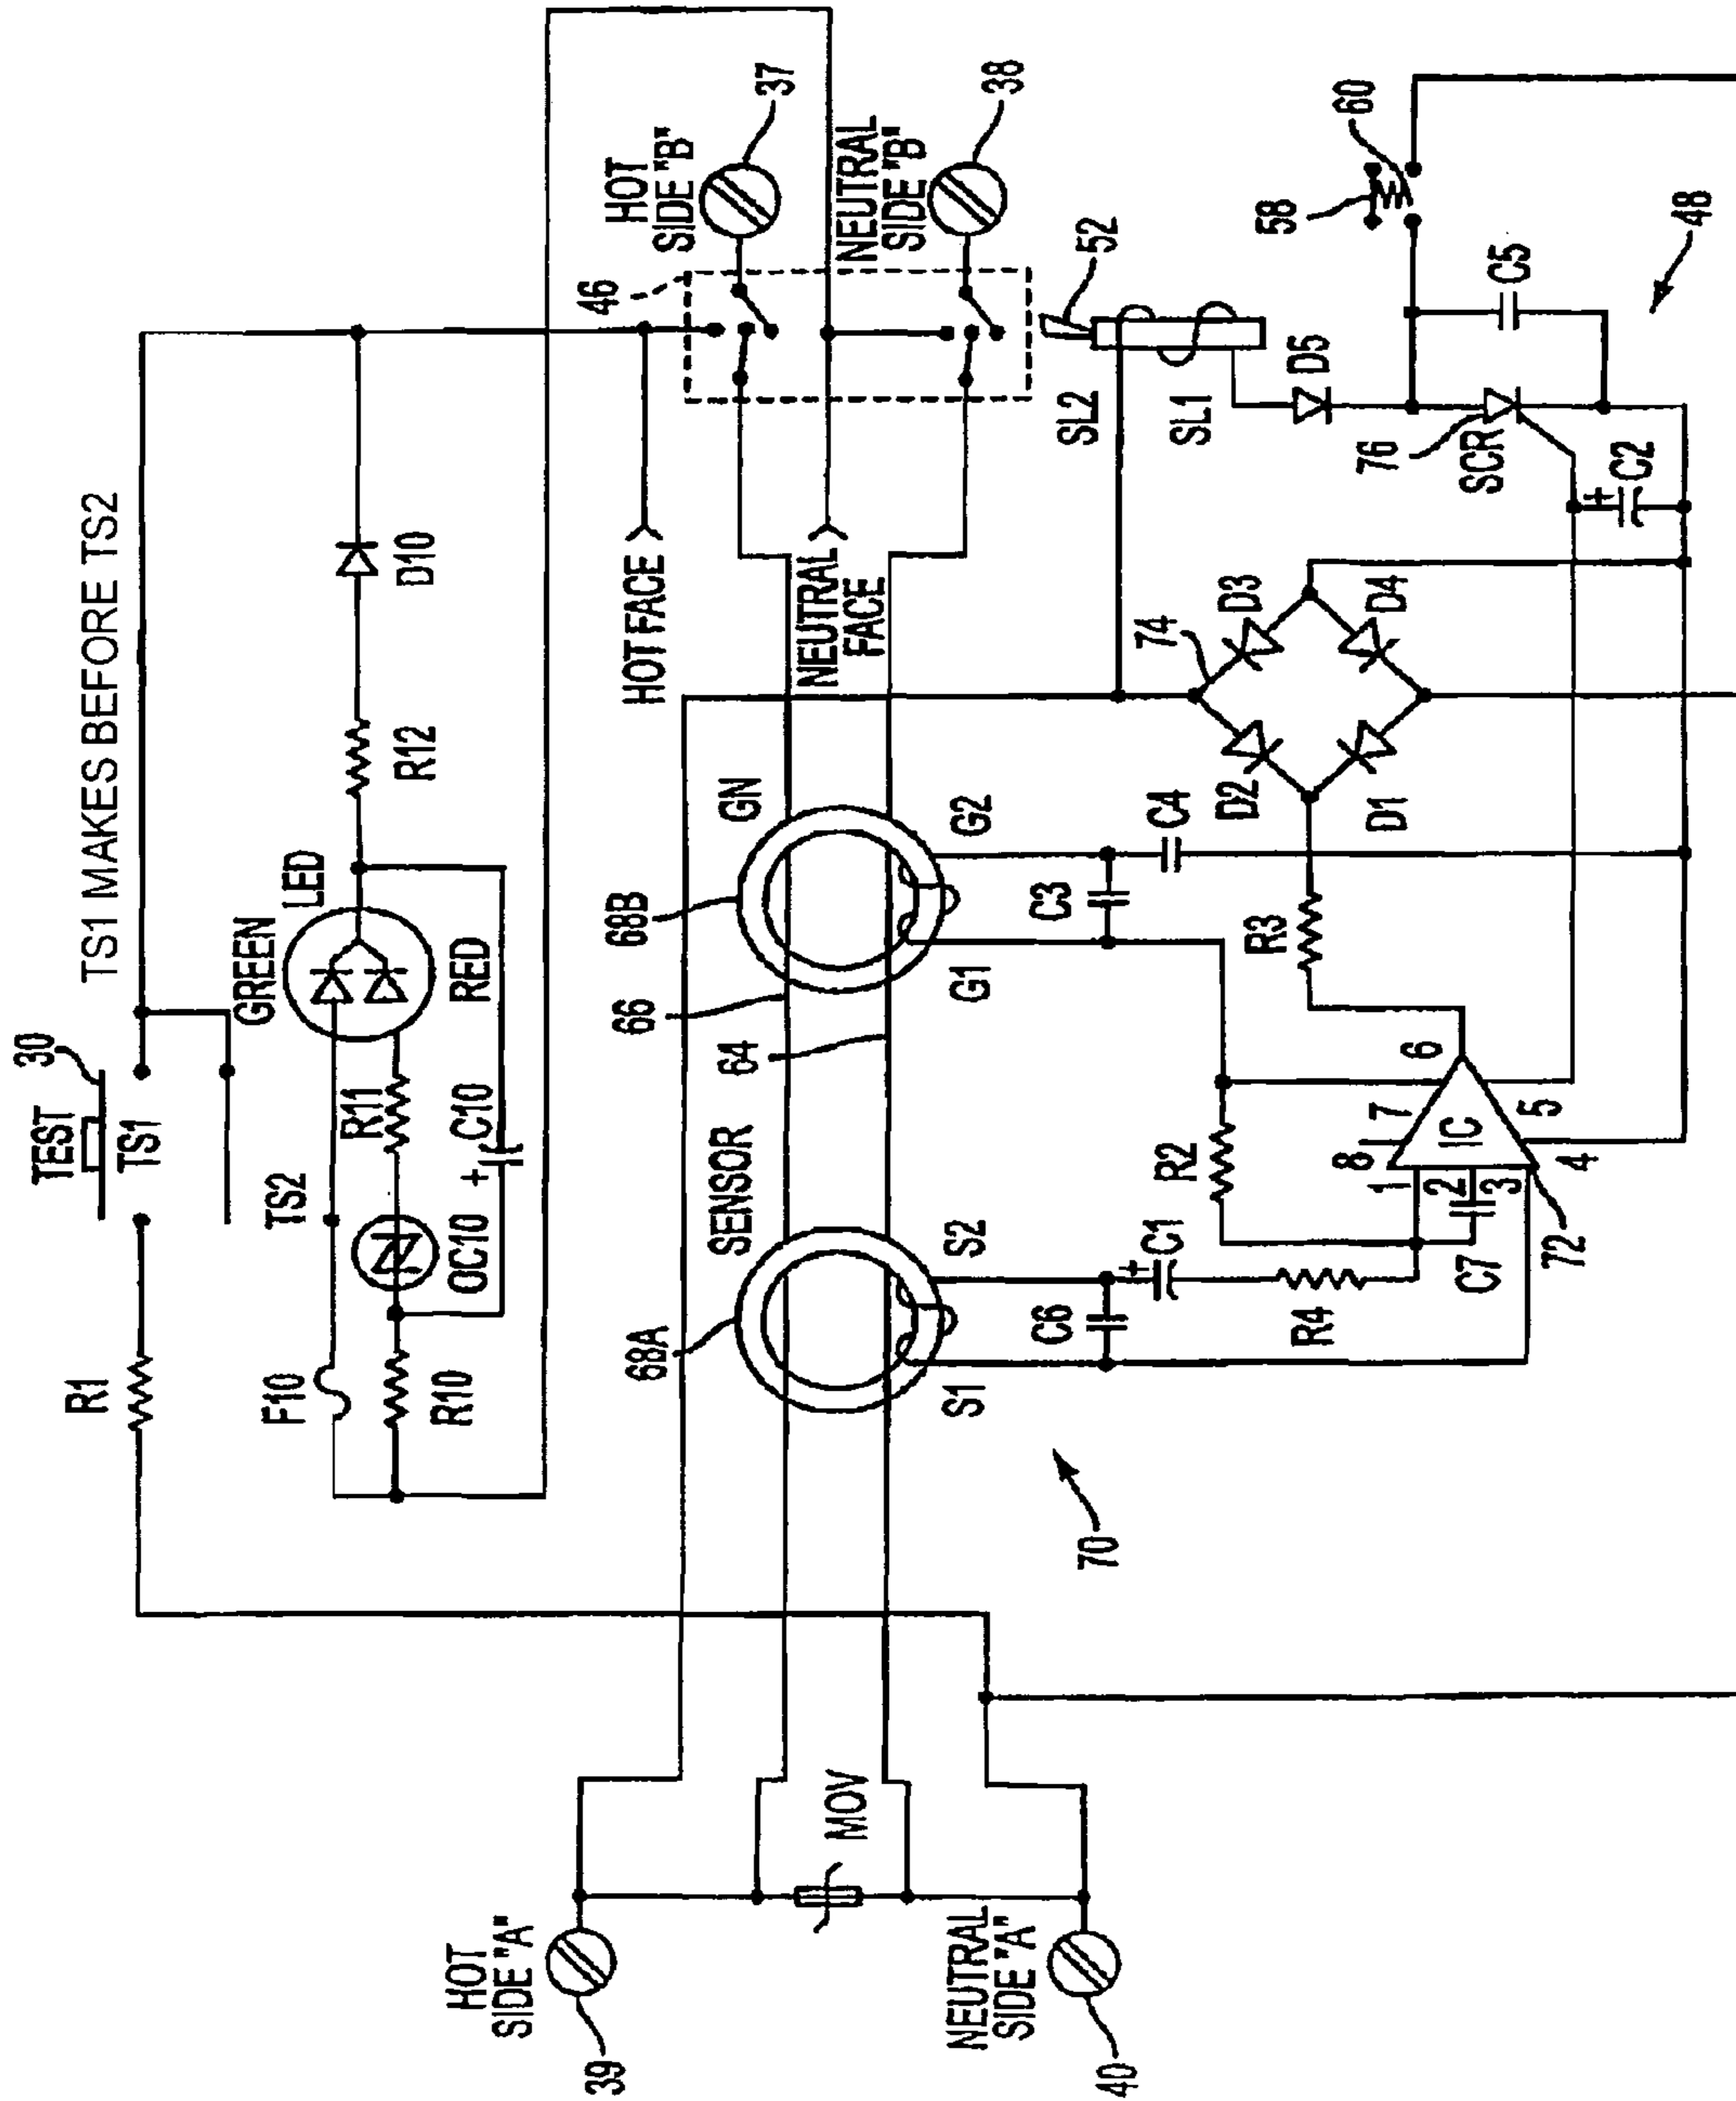 TS1 MAKES BEFORE TS2
TEST
30
TS1
R1
GREEN
LED
RED
TS2
F10
R11
OC10
R10
C10
+
R12
D10
HOT
SIDE "B"
37
NEUTRAL
SIDE "B"
38
46
HOT FACE
NEUTRAL
FACE
HOT
SIDE "A"
39
NEUTRAL
SIDE "A"
40
MOV
68A
SENSOR
S1
S2
66
64
68B
GN
G1
G2
70
C6
C1
+
R4
R2
C3
C4
R3
C7
IC
1
2
3
4
5
6
7
8
72
74
D1
D2
D3
D4
SL2
SL1
52
D5
76
SCR
C2
+
C5
58
60
48